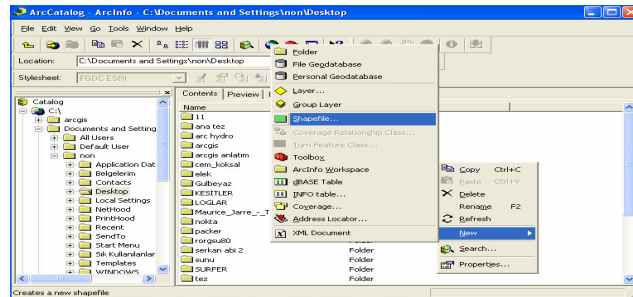 ArcCatalog - ArcInfo - C:\Documents and Settings\non\Desktop
File Edit View Go Tools Window Help
Location: C:\Documents and Settings\non\Desktop
Stylesheet: FGDC ESRI
Contents Preview
Catalog
C:\
arcgis
Documents and Setting
All Users
Default User
non
Application Dat
Belgelerim
Contacts
Desktop
Local Settings
NetHood
PrintHood
Recent
SendTo
Start Menu
Sık Kullanılanlar
Templates
WINDOWS
Name
11
ana tez
arc hydro
arcgis
arcgis anlatım
cem_koksal
elek
Gulbeyaz
KESİTLER
LOGLAR
Maurice_Jarre_-_T
nokta
packer
rorgsu80
serkan abi 2
sunu
SURFER
tez
Folder
Folder
Folder
Folder
Folder
Folder
File Geodatabase
Personal Geodatabase
Layer...
Group Layer
Shapefile...
Coverage Relationship Class...
Turn Feature Class...
Toolbox
ArcInfo Workspace
dBASE Table
INFO table...
Coverage...
Address Locator...
XML Document
Copy Ctrl+C
Paste Ctrl+V
Delete
Rename F2
Refresh
New
Search...
Properties...
Creates a new shapefile